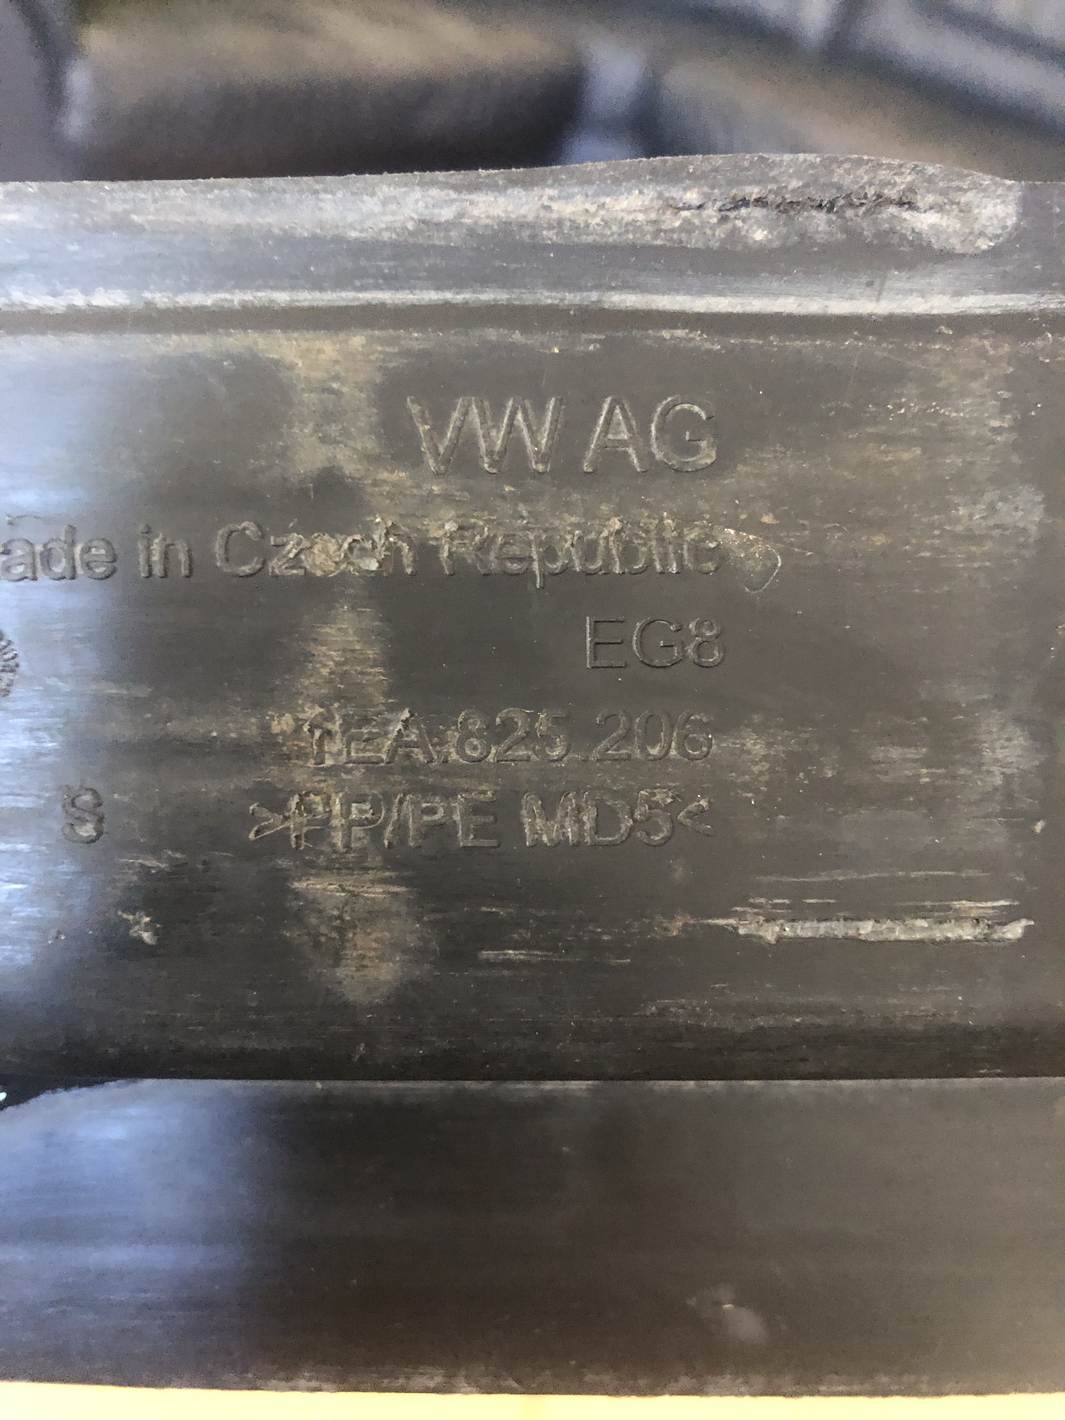 VW AG
ade in Czech Republic
EG8
1EA.825.206
S
>PP/PE MD5<